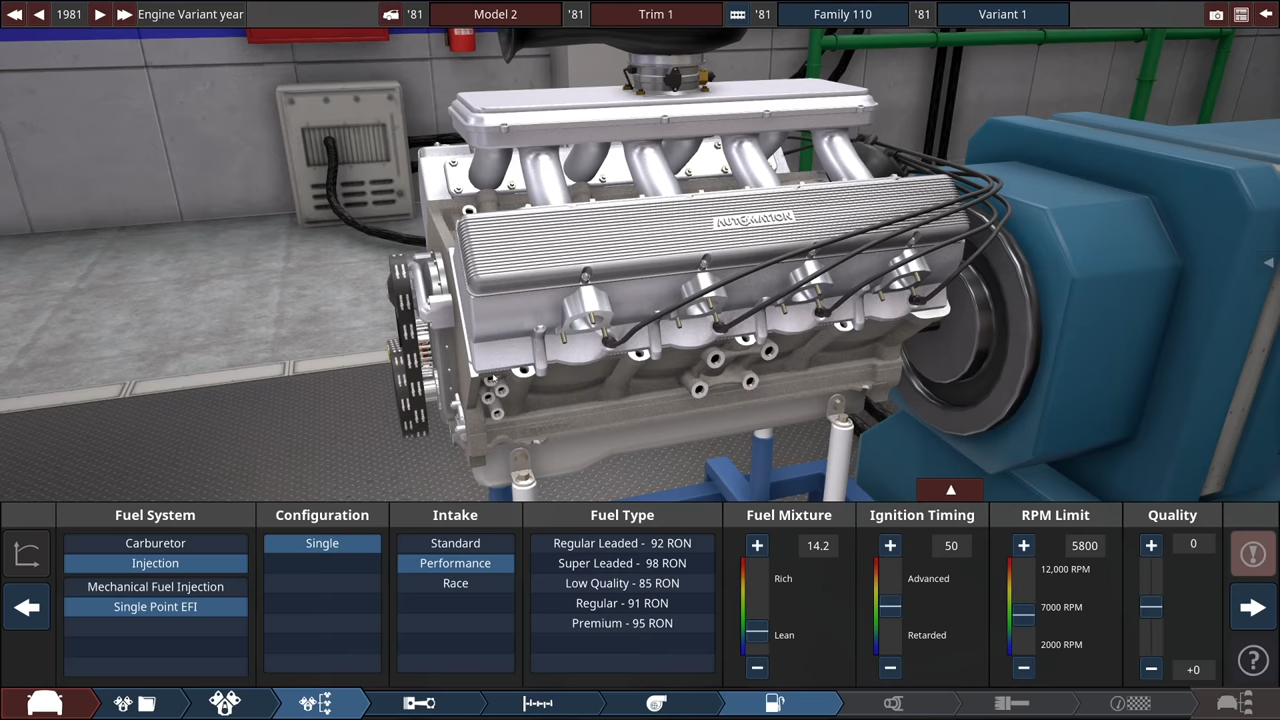 1981 Engine Variant year '81 Model 2 '81 Trim 1 '81 Family 110 '81 Variant 1
AUTOMATION
Fuel System
Carburetor
Injection
Mechanical Fuel Injection
Single Point EFI
Configuration
Single
Intake
Standard
Performance
Race
Fuel Type
Regular Leaded - 92 RON
Super Leaded - 98 RON
Low Quality - 85 RON
Regular - 91 RON
Premium - 95 RON
Fuel Mixture
14.2
Rich
Lean
Ignition Timing
50
Advanced
Retarded
RPM Limit
5800
12,000 RPM
7000 RPM
2000 RPM
Quality
0
+0